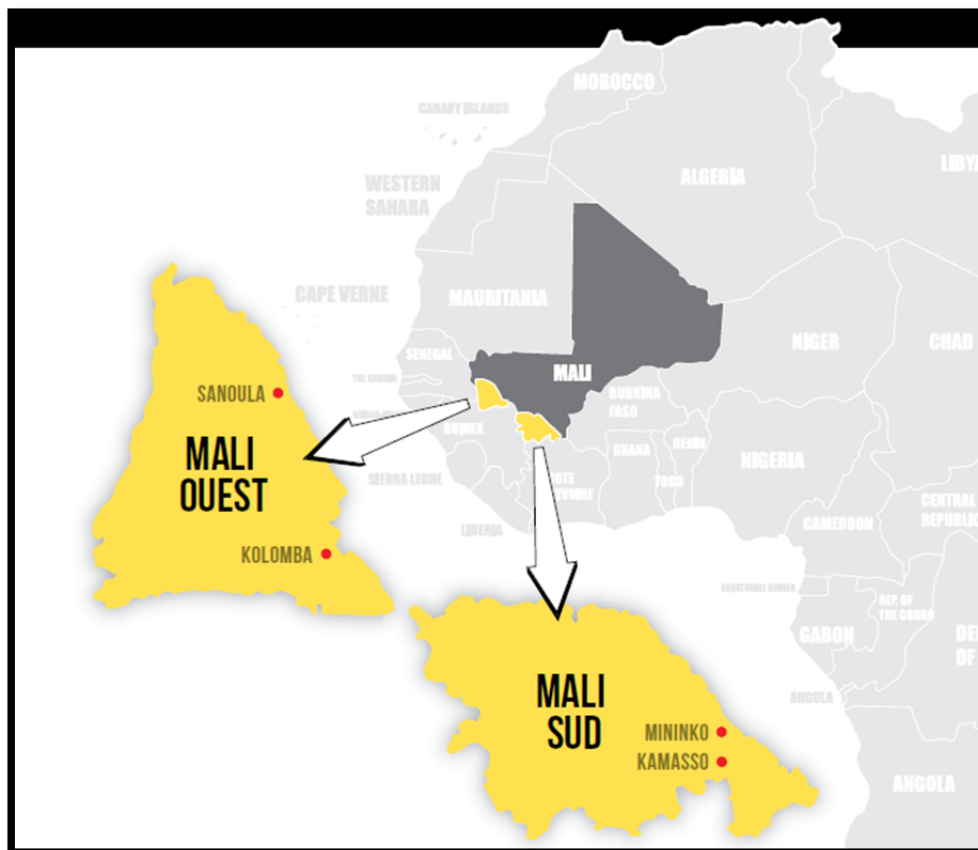 MOROCCO
CANARY ISLANDS
ALGERIA
LIBYA
WESTERN
SAHARA
CAPE VERNE
MAURITANIA
NIGER
CHAD
SENEGAL
MALI
BURKINA
FASO
SANOULA
GUINEA
GHANA
BENIN
TOGO
NIGERIA
MALI
OUEST
SIERRA LEONE
LIBERIA
CENTRAL
REPUBLIC
CAMEROON
KOLOMBA
REP. OF
THE CONGO
GABON
MALI
SUD
MININKO
KAMASSO
ANGOLA
ANGOLA